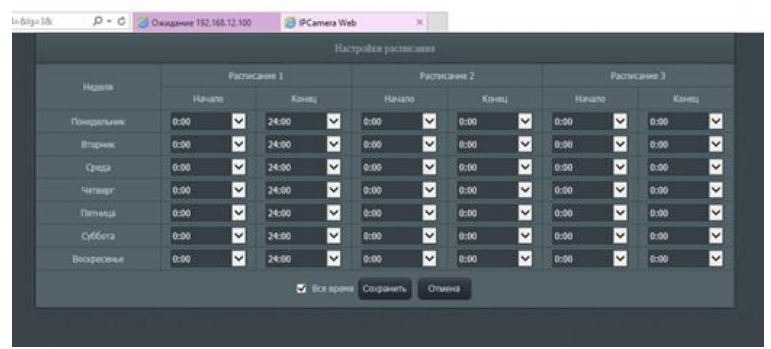 Ожидание 192.168.12.100 IPCamera Web
Настройки расписания
Неделя Расписание 1 Расписание 2 Расписание 3
Начало Конец Начало Конец Начало Конец
Понедельник 0:00 24:00 0:00 0:00 0:00 0:00
Вторник 0:00 24:00 0:00 0:00 0:00 0:00
Среда 0:00 24:00 0:00 0:00 0:00 0:00
Четверг 0:00 24:00 0:00 0:00 0:00 0:00
Пятница 0:00 24:00 0:00 0:00 0:00 0:00
Суббота 0:00 24:00 0:00 0:00 0:00 0:00
Воскресенье 0:00 24:00 0:00 0:00 0:00 0:00
Все время Сохранить Отмена